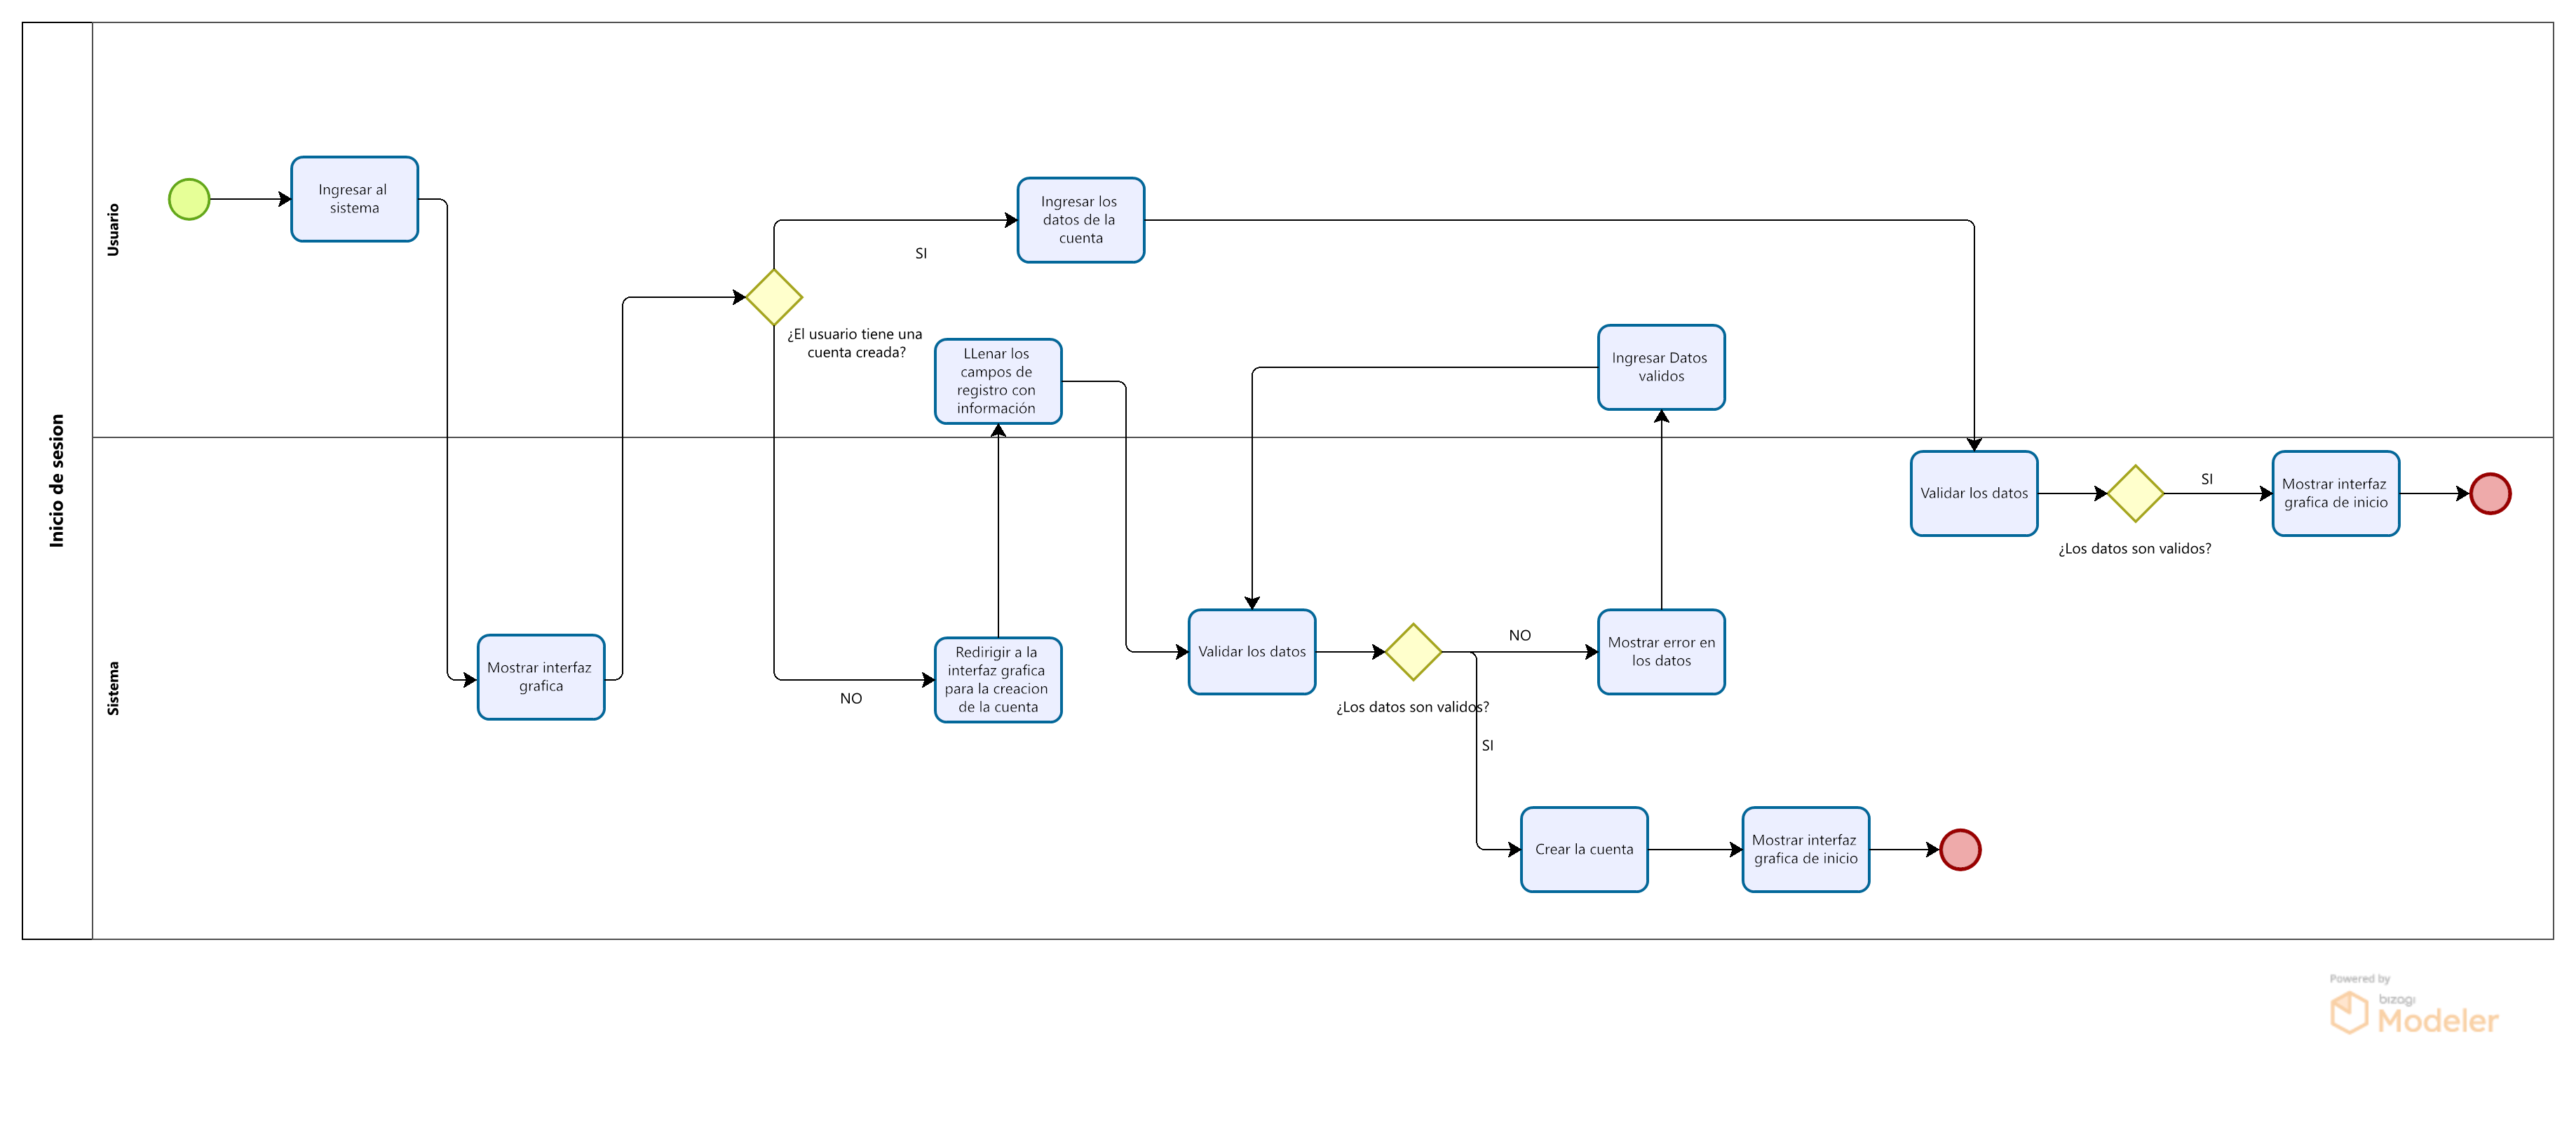 Inicio de sesion
Usuario
Ingresar al
sistema
Ingresar los
datos de la
cuenta
SI
¿El usuario tiene una
cuenta creada?
LLenar los
campos de
registro con
información
Ingresar Datos
validos
Sistema
Mostrar interfaz
grafica
NO
Redirigir a la
interfaz grafica
para la creacion
de la cuenta
Validar los datos
¿Los datos son validos?
NO
Mostrar error en
los datos
SI
Crear la cuenta
Mostrar interfaz
grafica de inicio
Validar los datos
¿Los datos son validos?
SI
Mostrar interfaz
grafica de inicio
Powered by
bizagi
Modeler